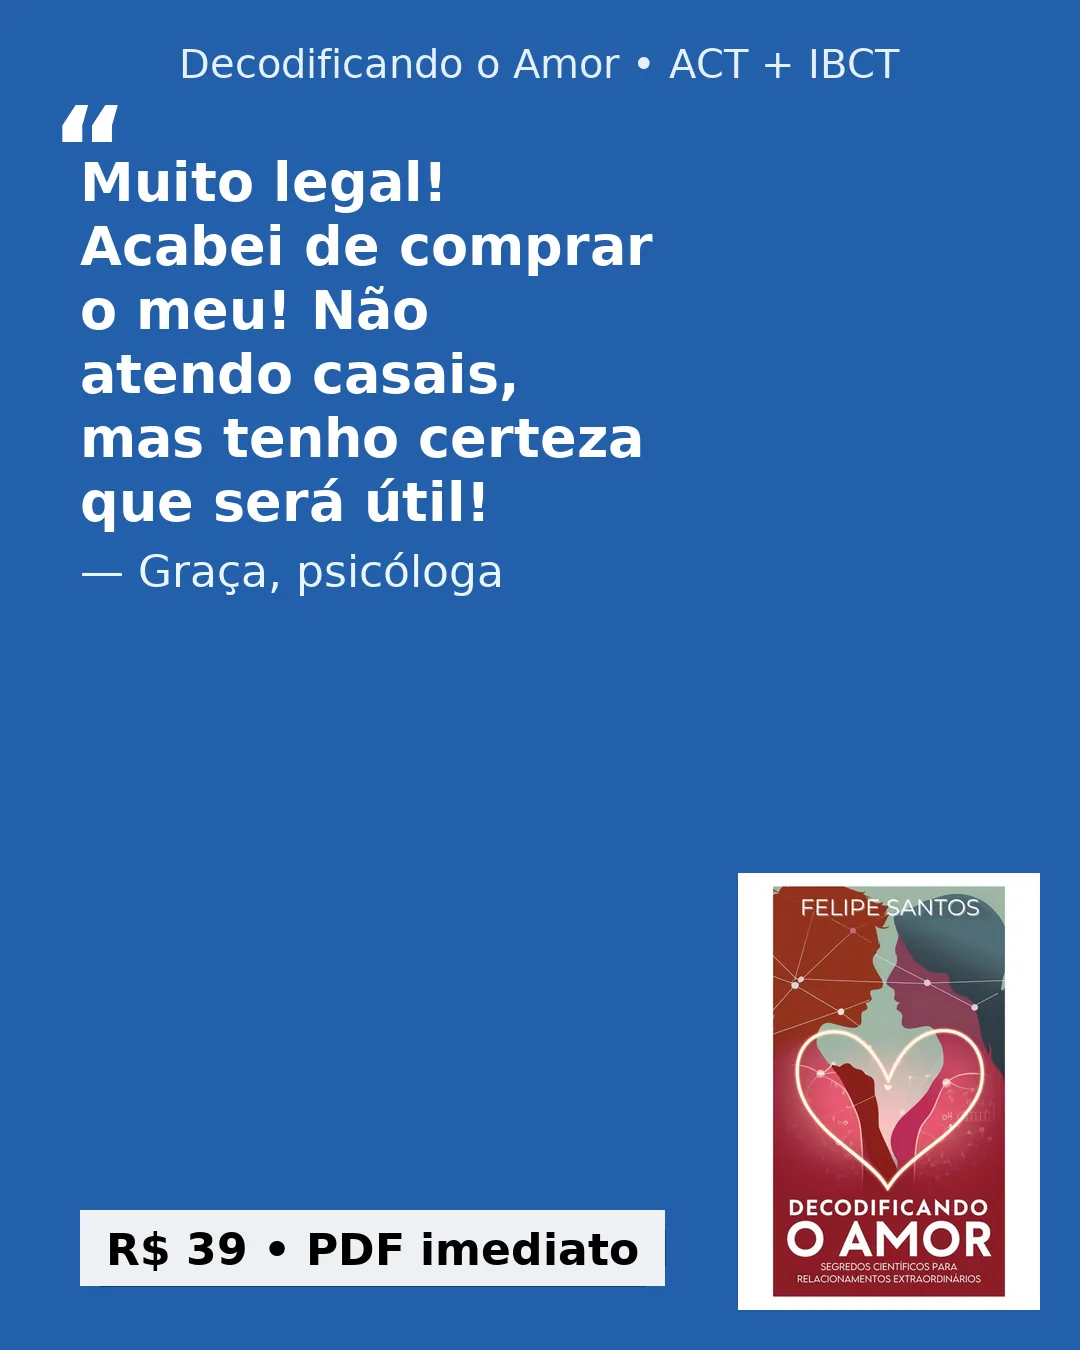 Decodificando o Amor • ACT + IBCT
“
Muito legal!
Acabei de comprar
o meu! Não
atendo casais,
mas tenho certeza
que será útil!
— Graça, psicóloga
R$ 39 • PDF imediato
FELIPE SANTOS
DECODIFICANDO
O AMOR
SEGREDOS CIENTÍFICOS PARA
RELACIONAMENTOS EXTRAORDINÁRIOS